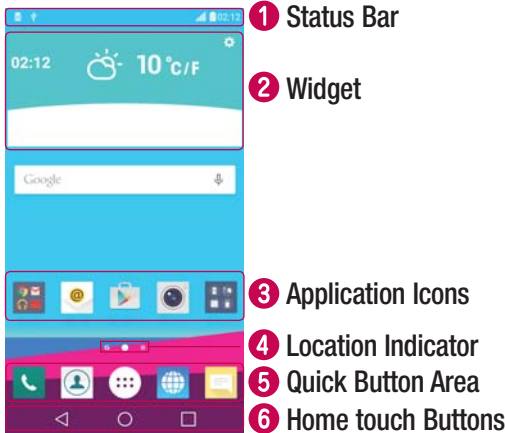 02:12
1 Status Bar
02:12 10 °C/F
2 Widget
Google
@
3 Application Icons
4 Location Indicator
5 Quick Button Area
6 Home touch Buttons